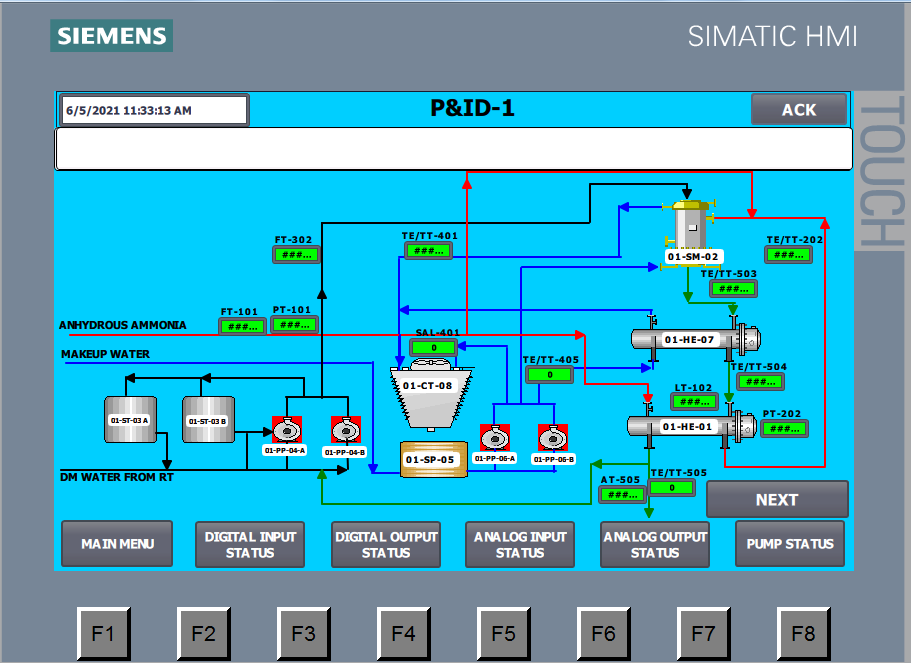 SIEMENS
SIMATIC HMI
TOUCH
6/5/2021 11:33:13 AM
P&ID-1
ACK
FT-302
###...
TE/TT-401
###...
TE/TT-202
###...
01-SM-02
TE/TT-503
###...
FT-101
###...
PT-101
###...
ANHYDROUS AMMONIA
SAL-401
0
01-HE-07
MAKEUP WATER
TE/TT-405
0
TE/TT-504
###...
01-CT-08
LT-102
###...
PT-202
###...
01-ST-03 A
01-ST-03 B
01-HE-01
01-PP-04-A
01-PP-04-B
01-SP-05
01-PP-06-A
01-PP-06-B
DM WATER FROM RT
AT-505
###...
TE/TT-505
0
NEXT
MAIN MENU
DIGITAL INPUT
STATUS
DIGITAL OUTPUT
STATUS
ANALOG INPUT
STATUS
ANALOG OUTPUT
STATUS
PUMP STATUS
F1
F2
F3
F4
F5
F6
F7
F8